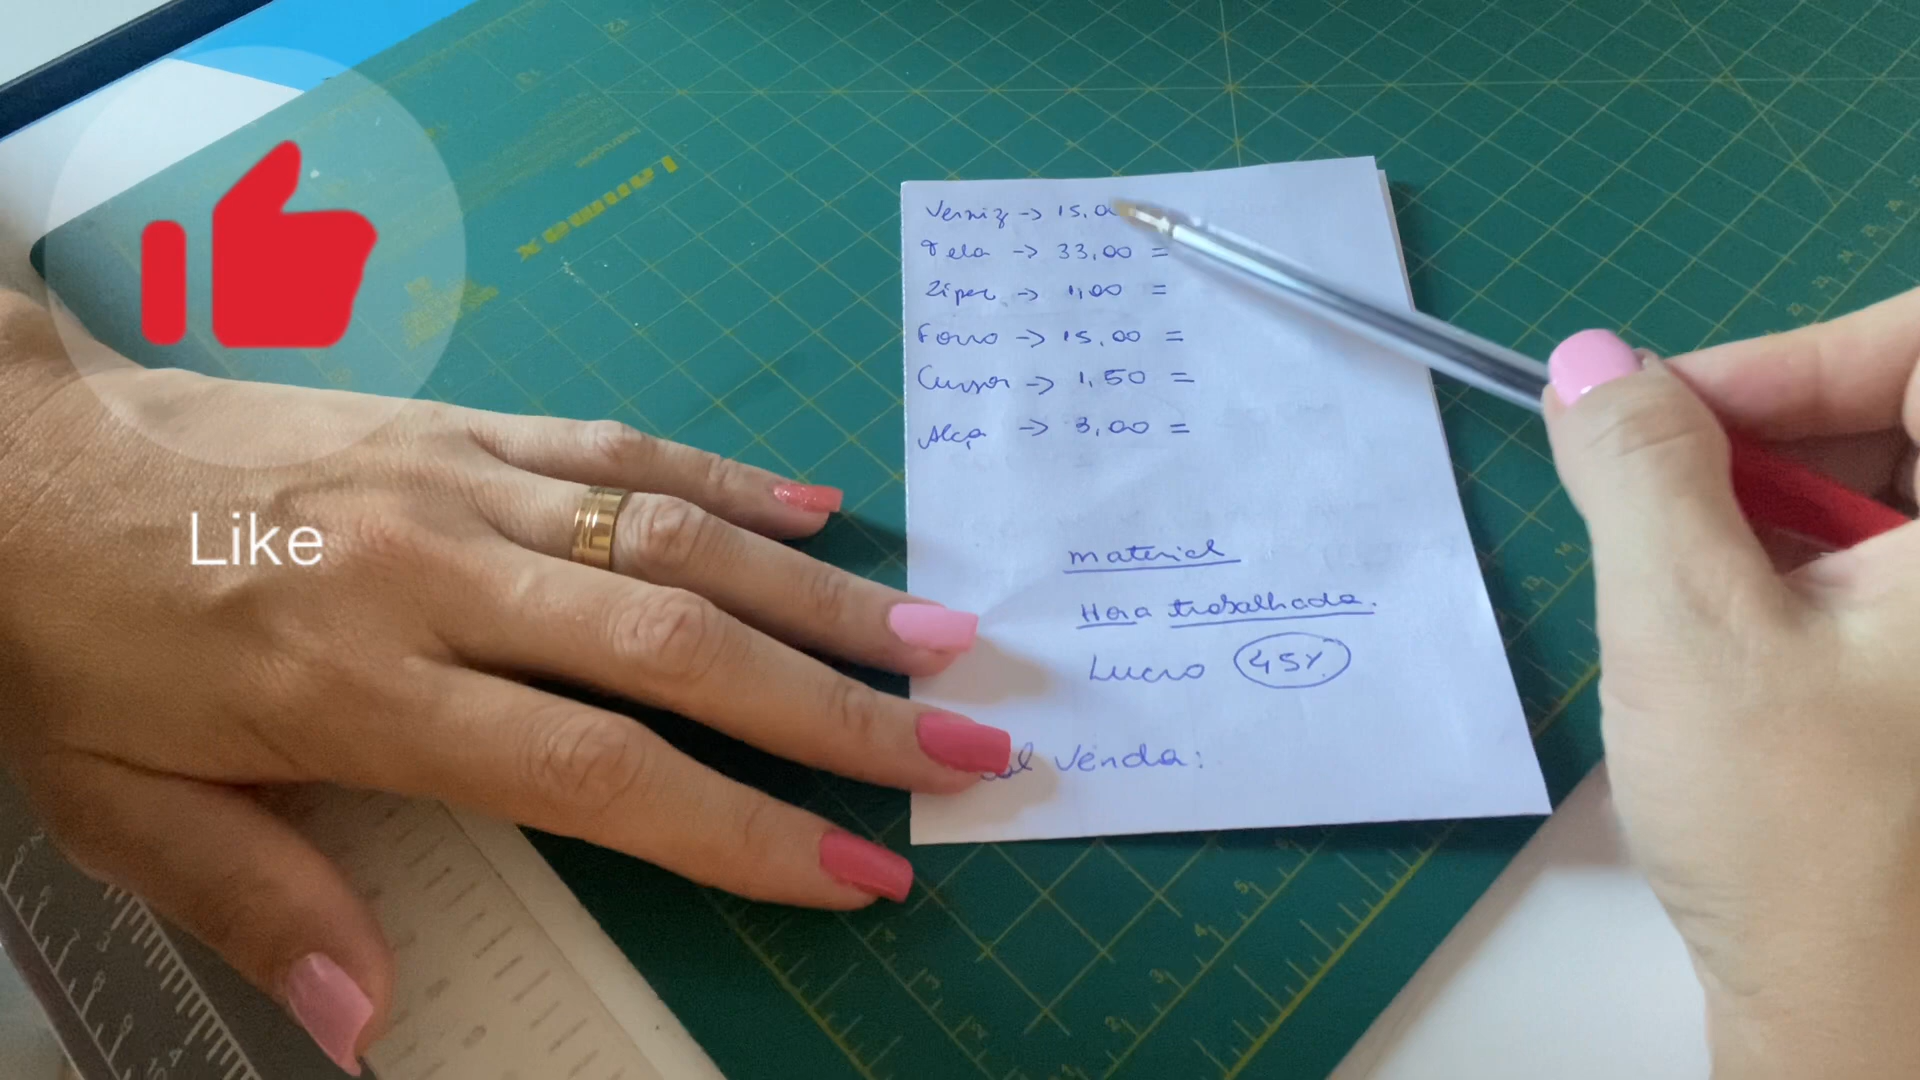 Like
Lanmax
Verniz -> 15,00
Tela -> 33,00 =
Ziper -> 1,00 =
Forro -> 15,00 =
Cursor -> 1,50 =
Alça -> 3,00 =
material
Hora trabalhada.
Lucro 45%
Venda: